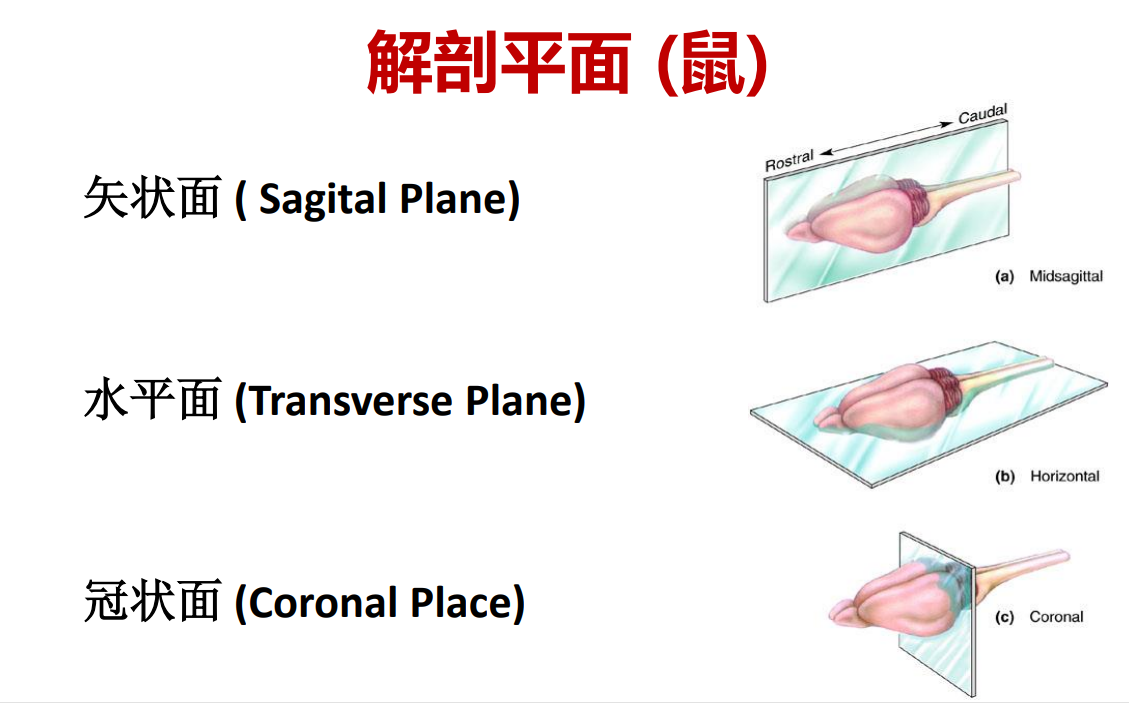 解剖平面 (鼠)
矢状面 ( Sagital Plane)
Rostral
Caudal
(a) Midsagittal
水平面 (Transverse Plane)
(b) Horizontal
冠状面 (Coronal Place)
(c) Coronal